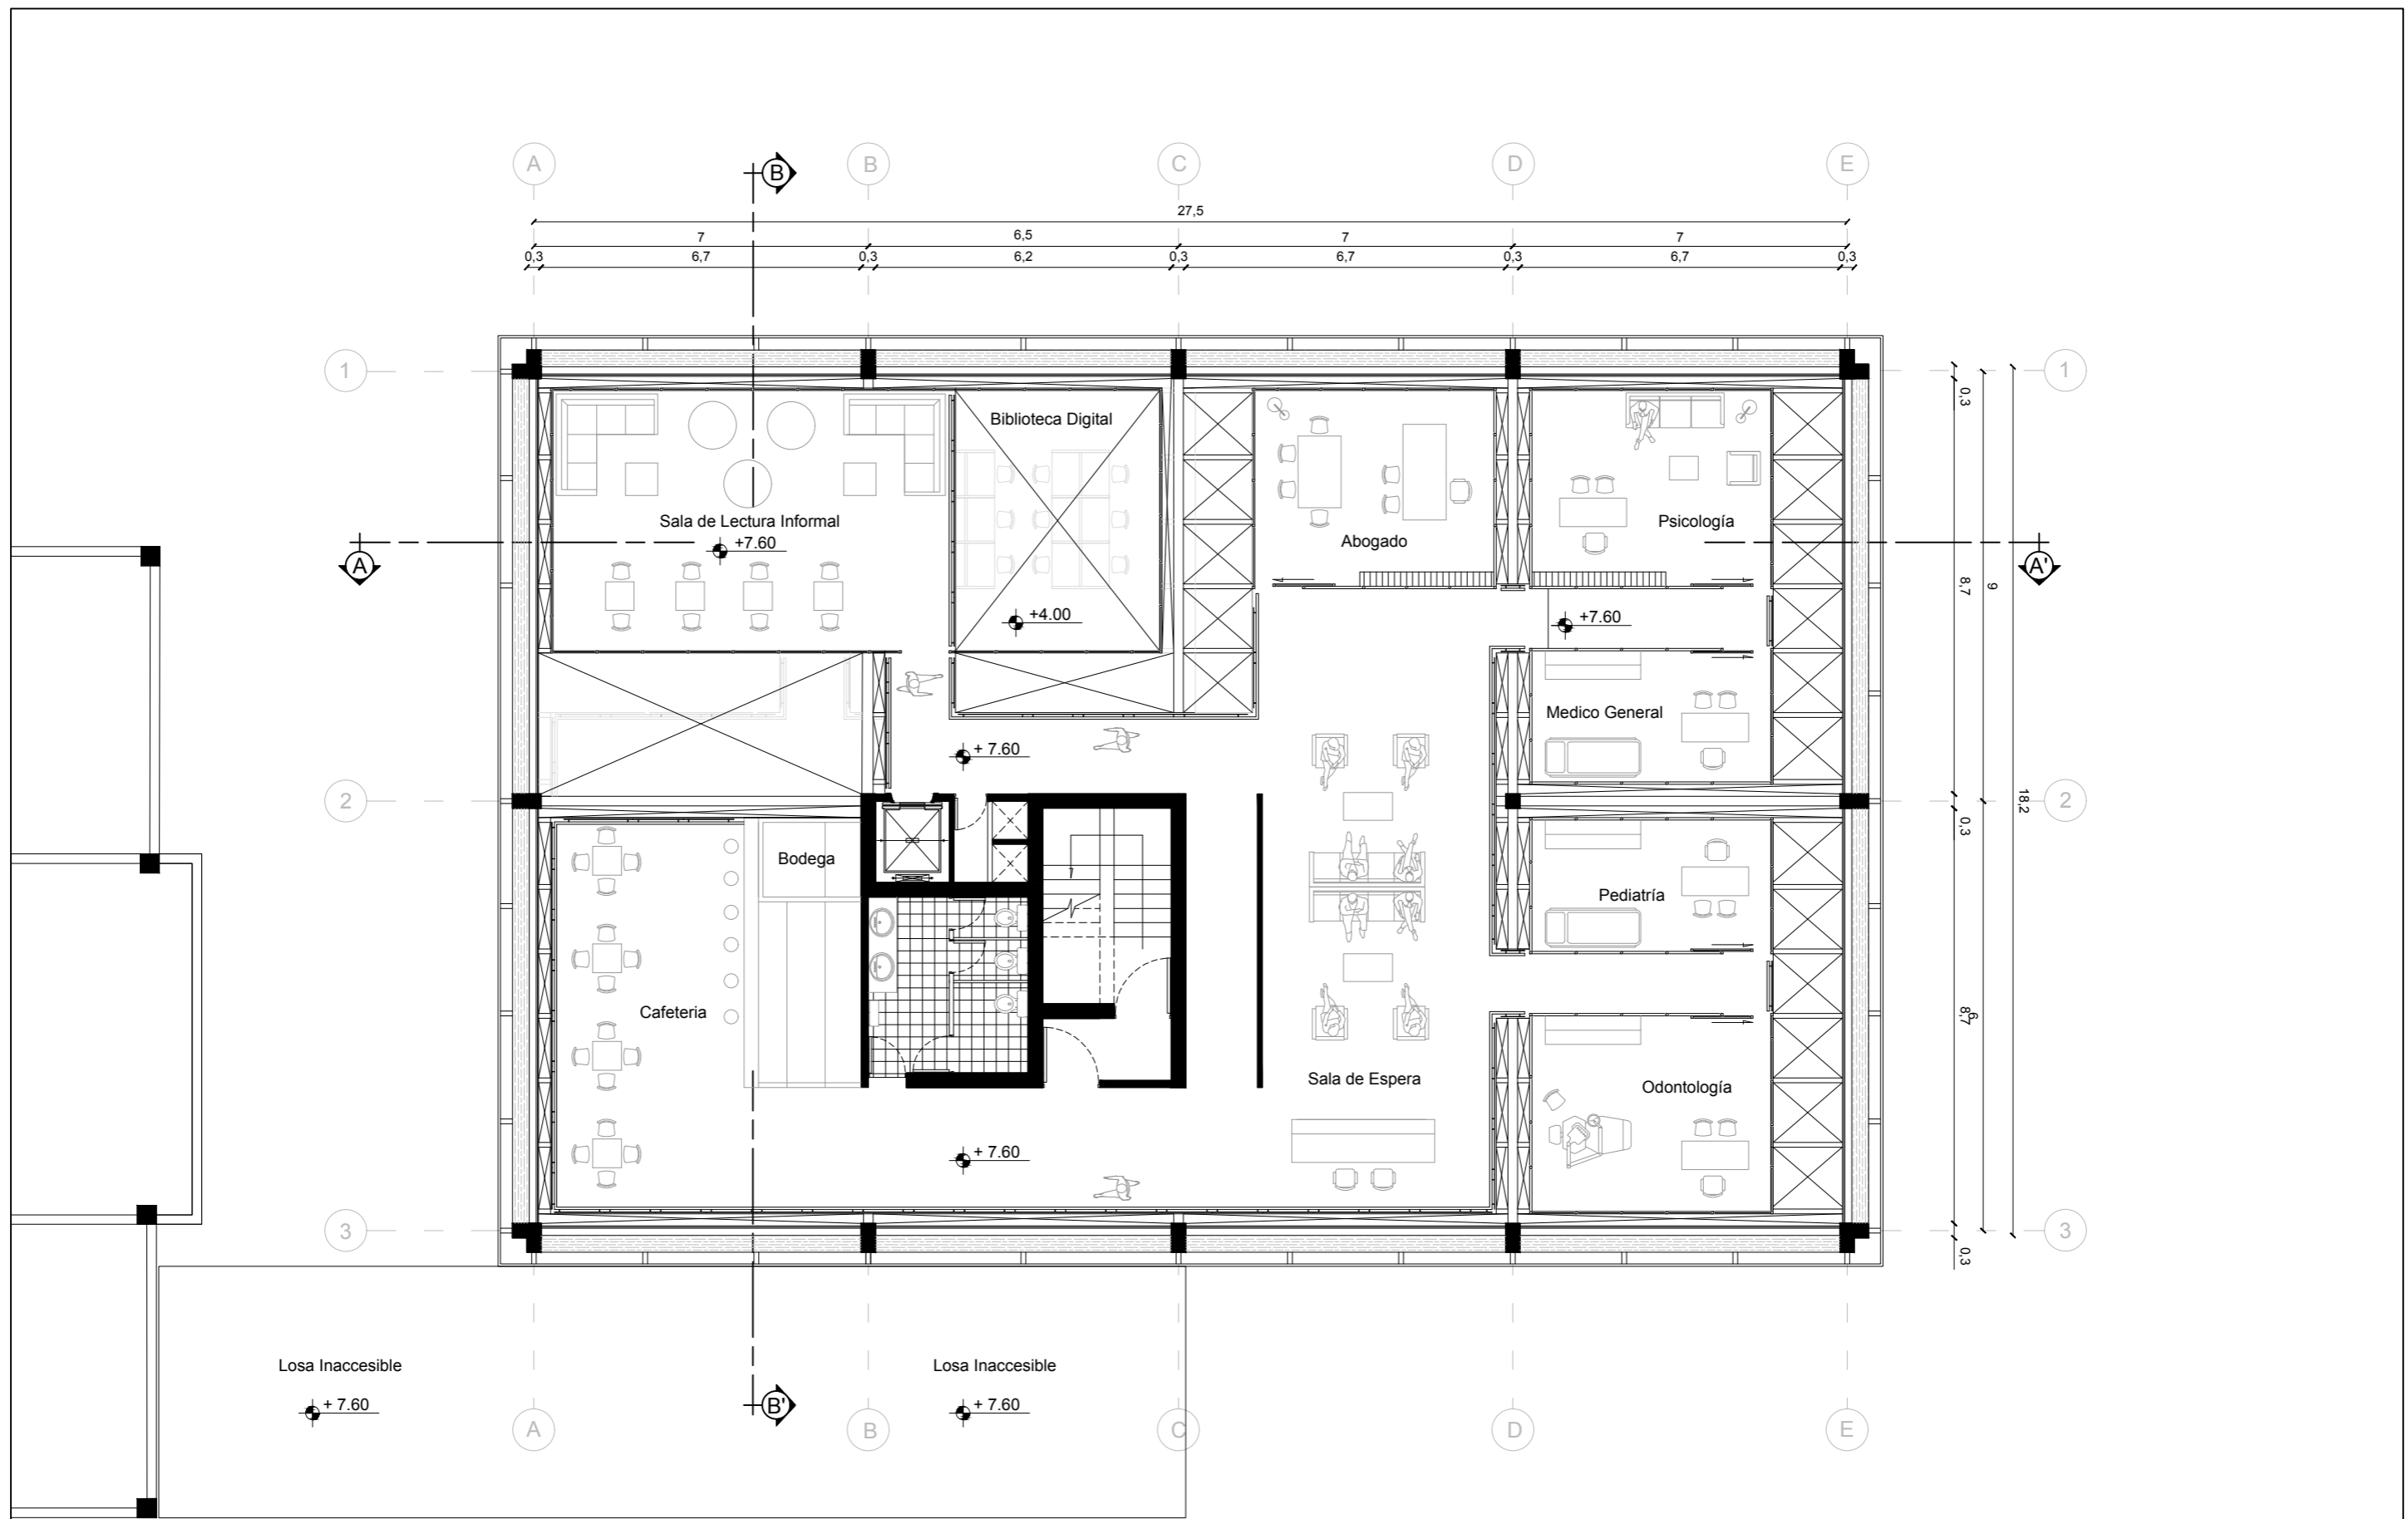 A B C D E
B
27,5
7 6,5 7 7
0,3 6,7 0,3 6,2 0,3 6,7 0,3 6,7 0,3
1 1
0,3
Biblioteca Digital
Sala de Lectura Informal
+7.60
Psicología
Abogado
A A'
8,7
9
+4.00
+7.60
Medico General
+ 7.60
2 2
18,2
0,3
Bodega
Pediatría
Cafeteria
9
8,7
Sala de Espera
Odontología
+ 7.60
3 3
0,3
Losa Inaccesible Losa Inaccesible
+ 7.60 + 7.60
B'
A B C D E